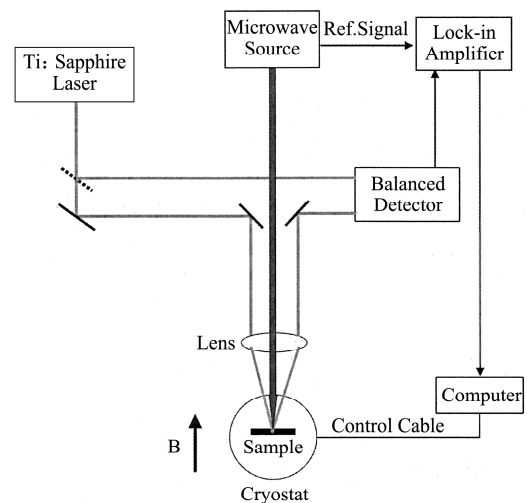 Microwave
Source
Ref.Signal
Lock-in
Amplifier
Ti: Sapphire
Laser
Balanced
Detector
Lens
Computer
Control Cable
B
Sample
Cryostat